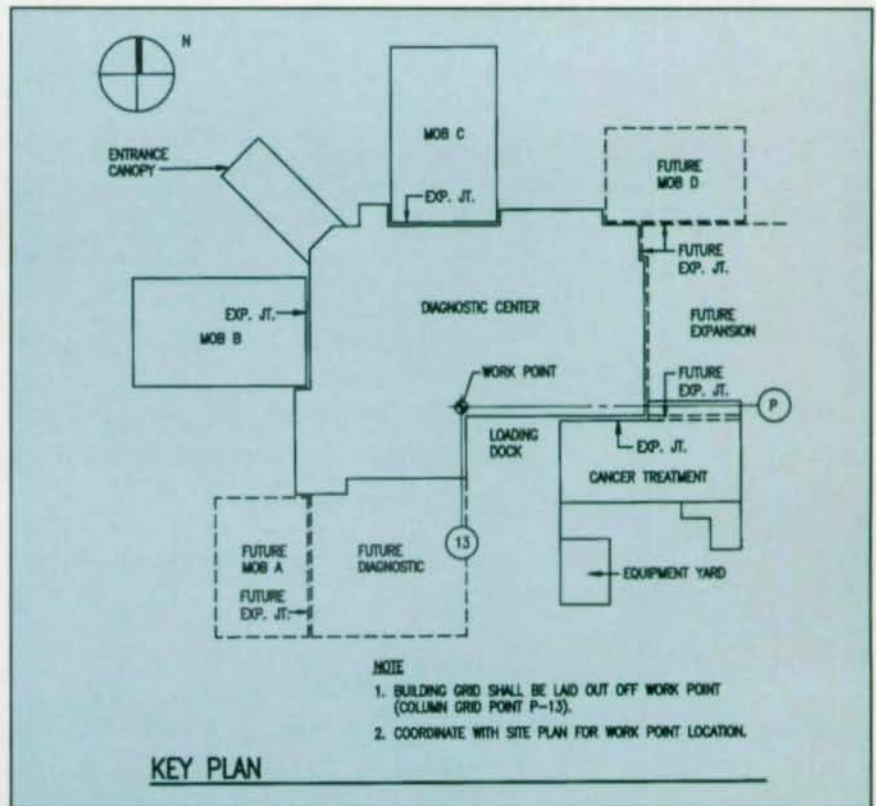 N
ENTRANCE
CANOPY
MOB C
EXP. JT.
FUTURE
MOB D
FUTURE
EXP. JT.
FUTURE
EXPANSION
EXP. JT.
MOB B
DIAGNOSTIC CENTER
WORK POINT
FUTURE
EXP. JT.
P
LOADING
DOCK
EXP. JT.
CANCER TREATMENT
13
FUTURE
MOB A
FUTURE
DIAGNOSTIC
FUTURE
EXP. JT.
EQUIPMENT YARD
NOTE
1. BUILDING GRID SHALL BE LAID OUT OFF WORK POINT
(COLUMN GRID POINT P-13).
2. COORDINATE WITH SITE PLAN FOR WORK POINT LOCATION.
KEY PLAN